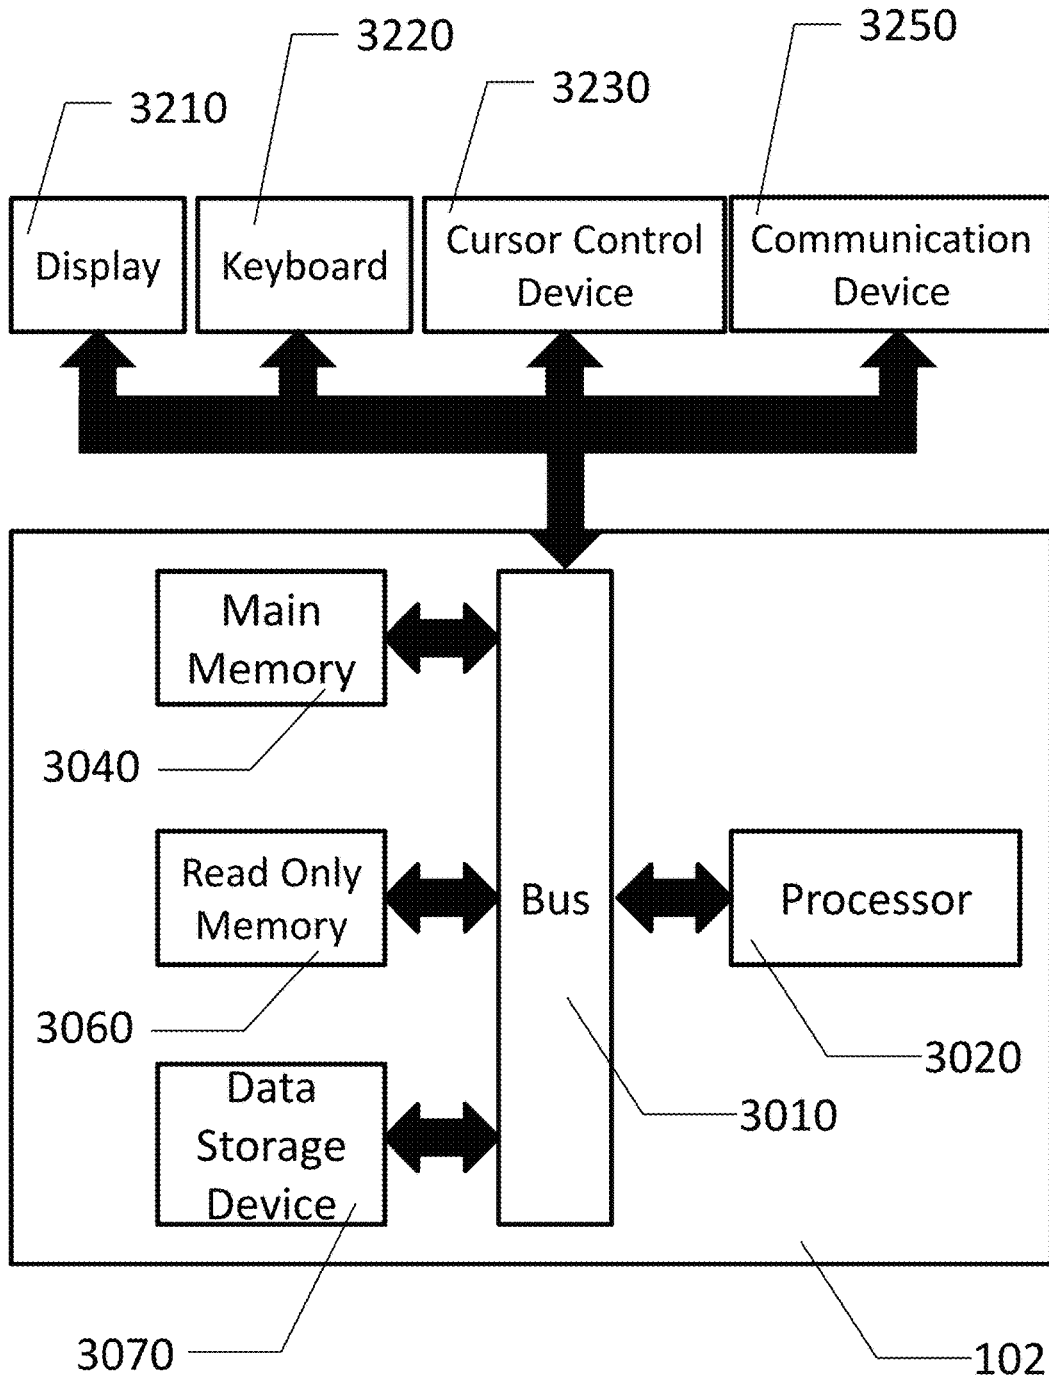 3220
3250
3210
3230
Display
Keyboard
Cursor Control
Device
Communication
Device
Main
Memory
3040
Read Only
Memory
Bus
Processor
3060
3020
3010
Data
Storage
Device
3070
102